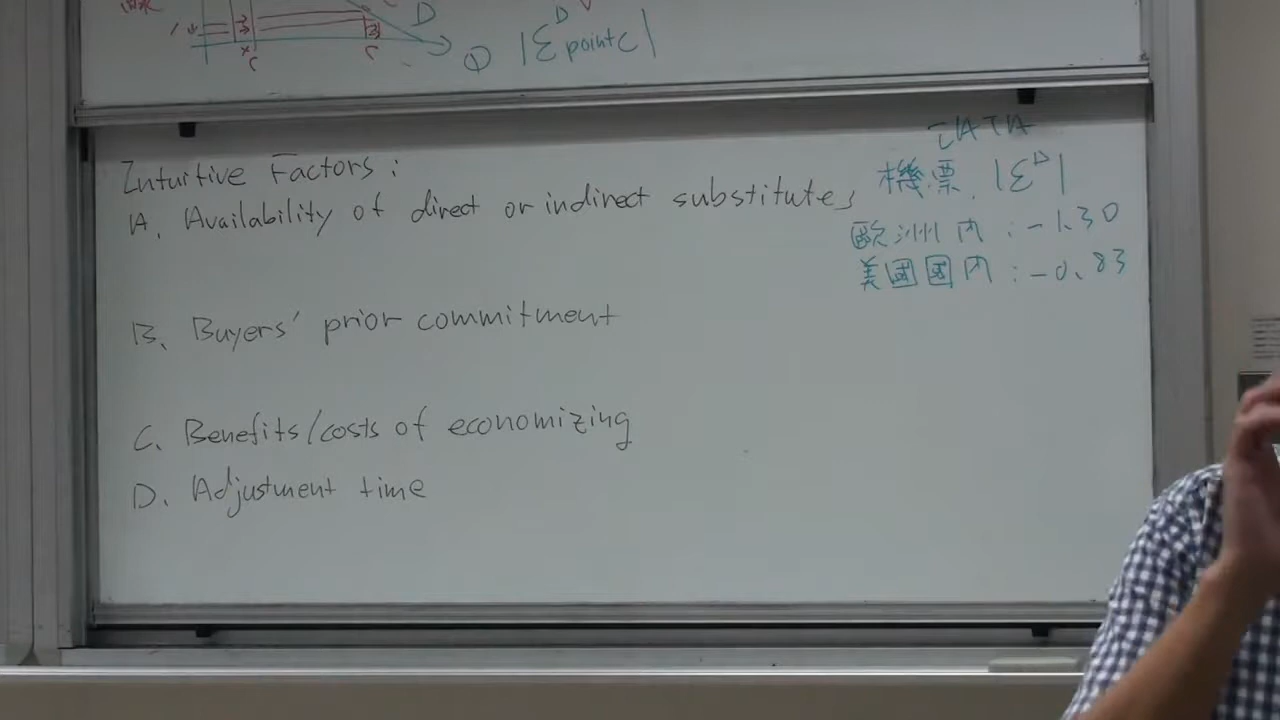 D
Q |Ɛ^D point C|
C
C
Intuitive Factors :
A. Availability of direct or indirect substitutes
B. Buyers' prior commitment
C. Benefits/costs of economizing
D. Adjustment time
IATA
機票. |Ɛ^D|
歐洲內 : -1.30
美國國內 : -0.83